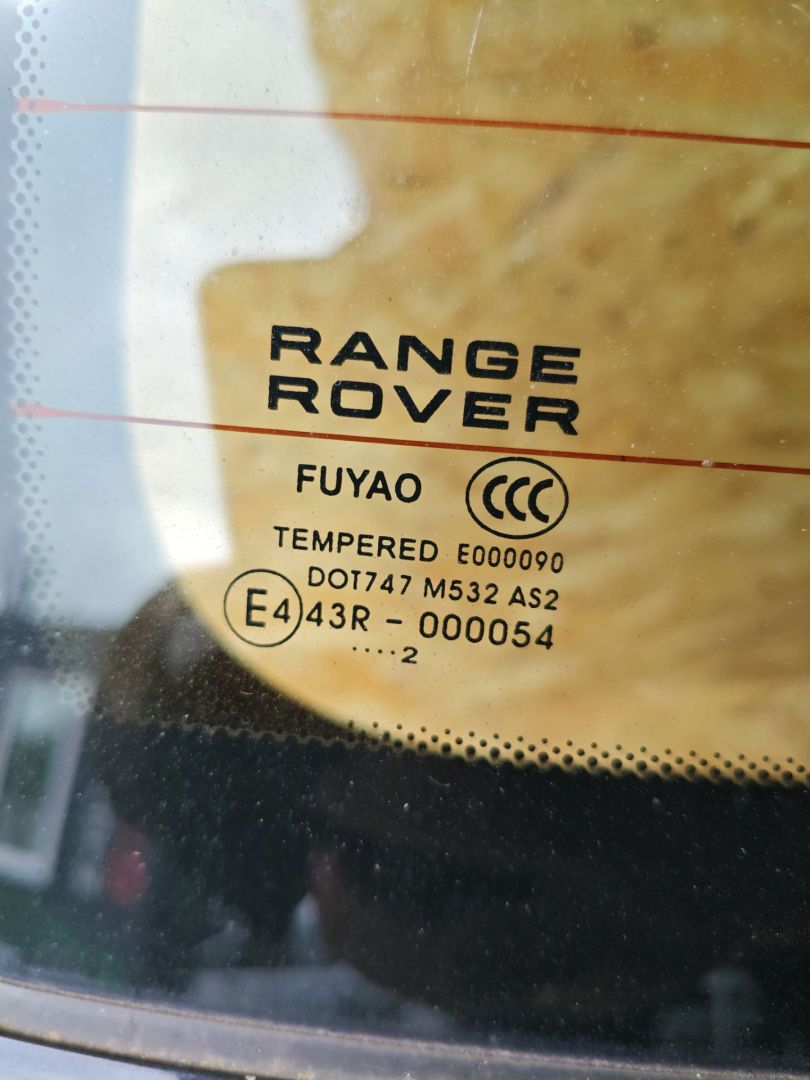 RANGE
ROVER
FUYAO CCC
TEMPERED E000090
DOT747 M532 AS2
E4 43R - 000054
····2